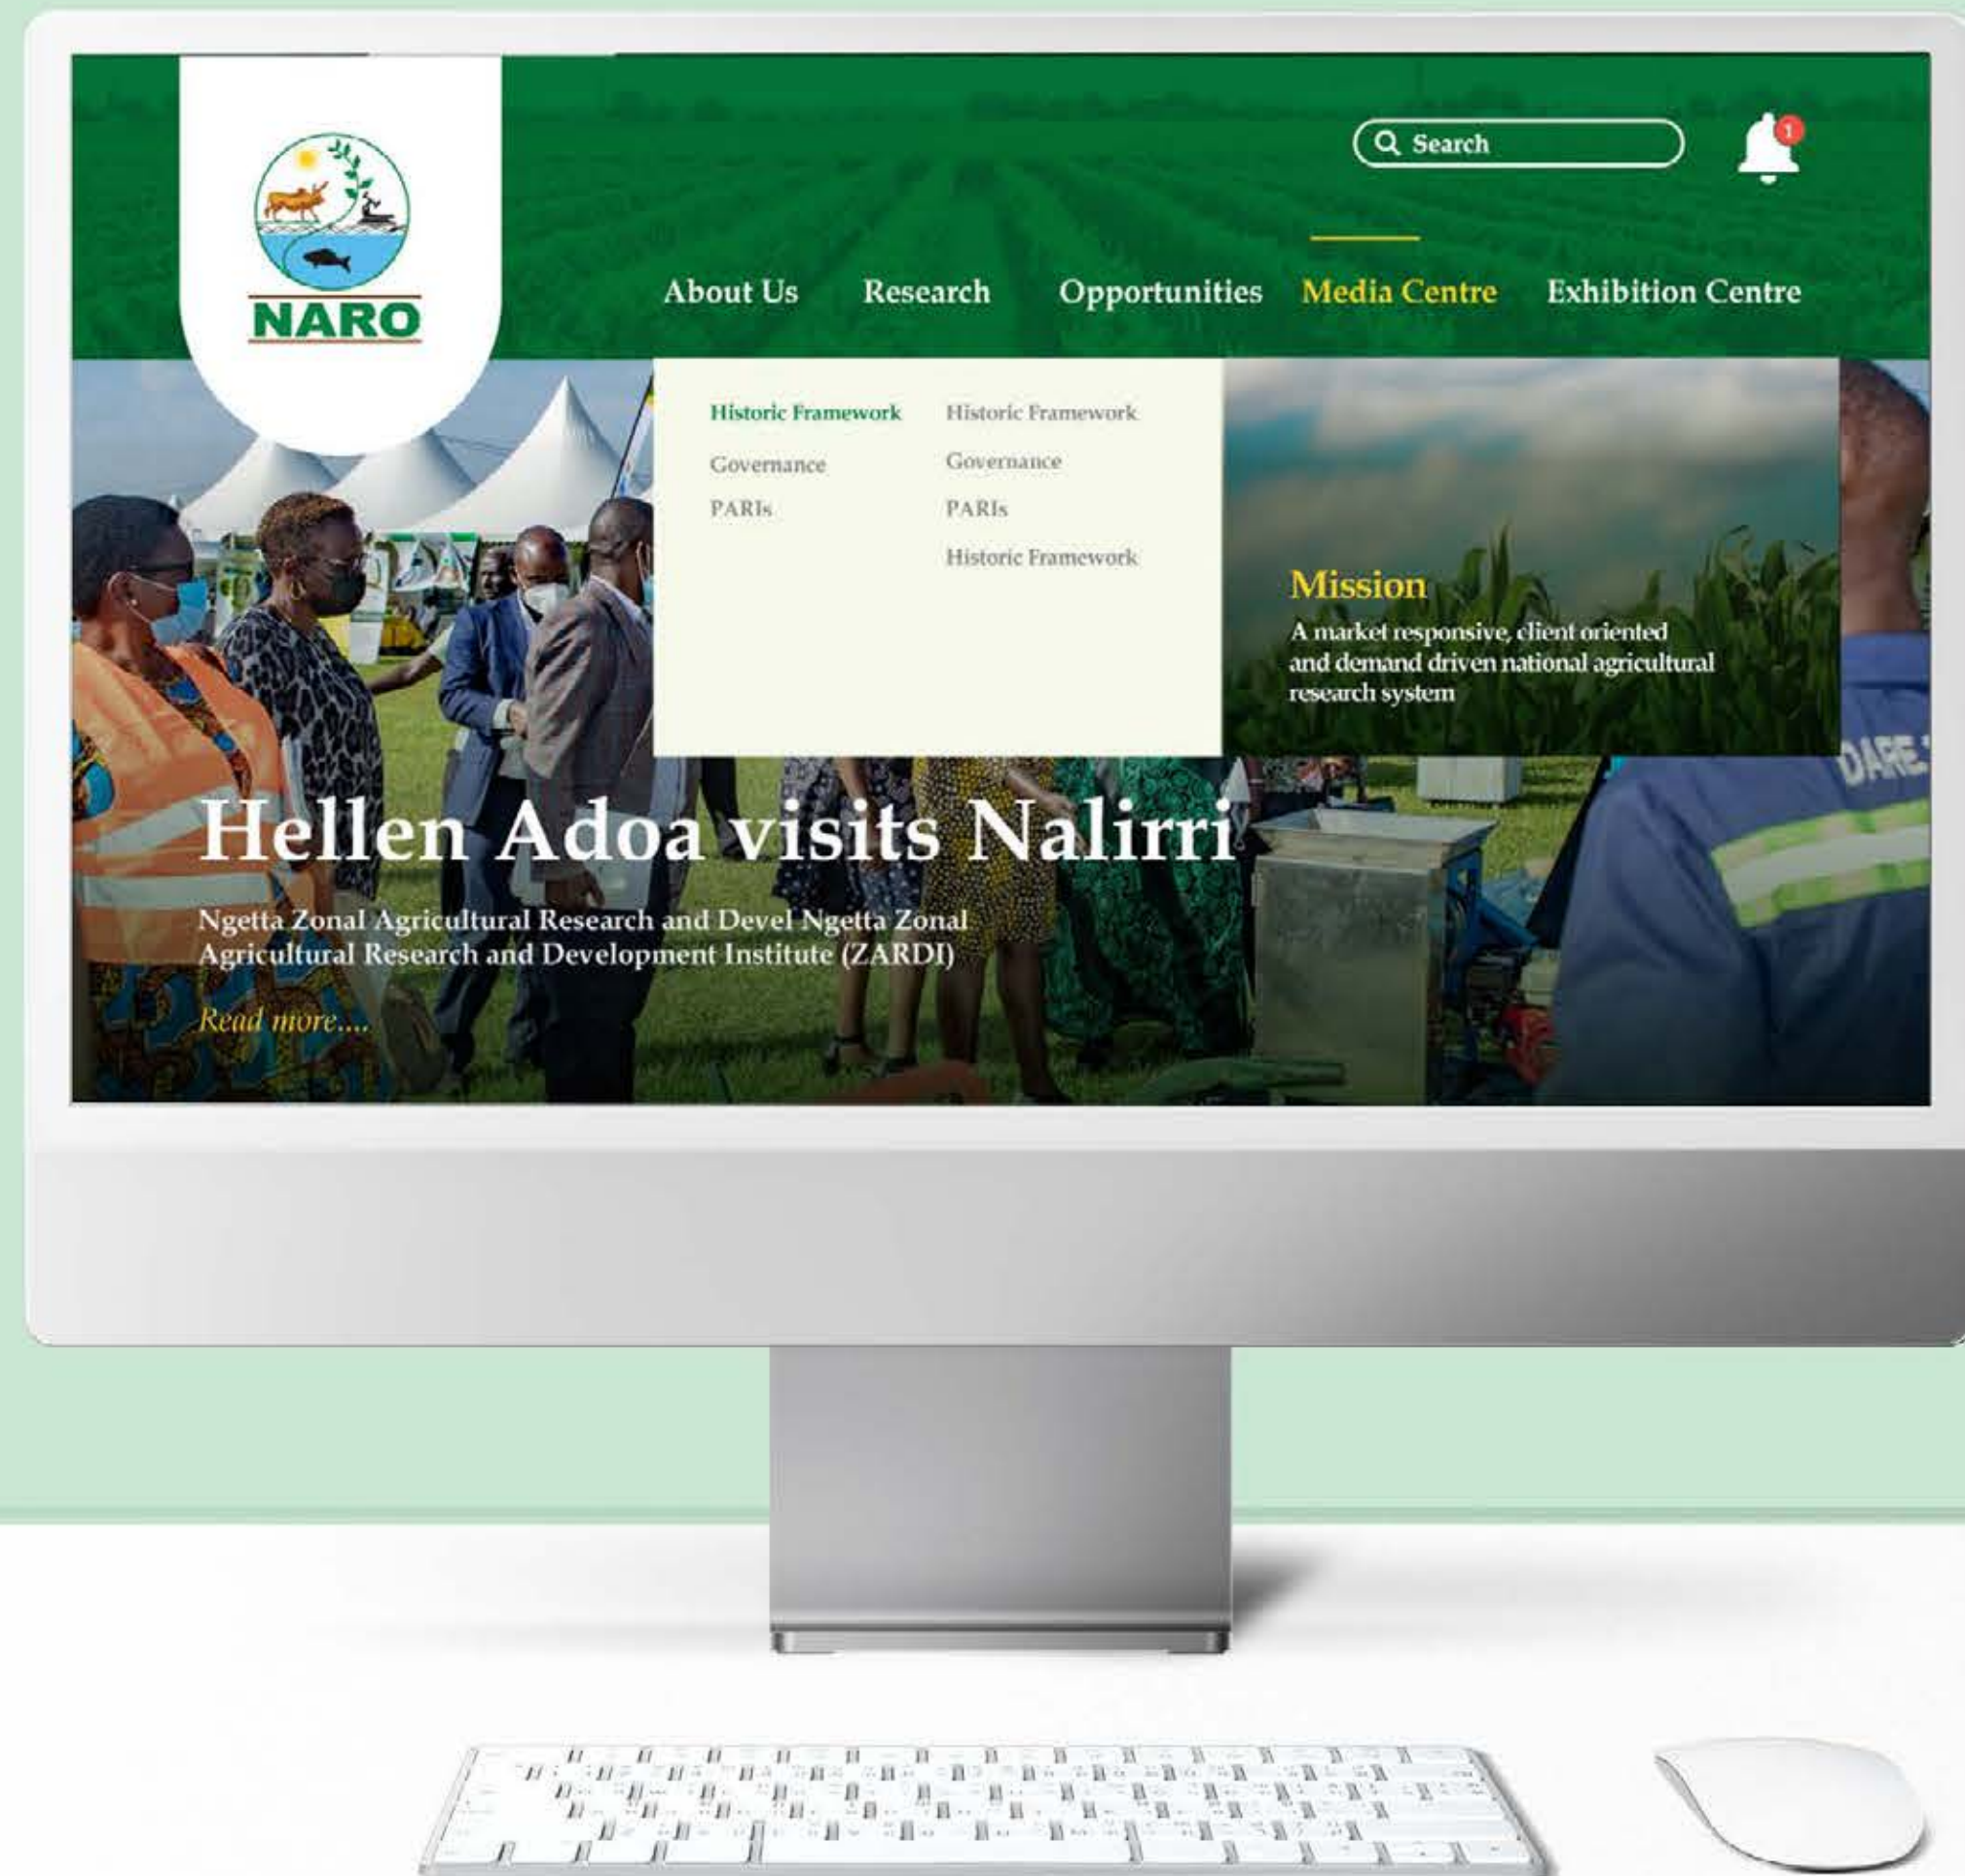 NARO
Search
1
About Us Research Opportunities Media Centre Exhibition Centre
Historic Framework
Governance
PARIs
Historic Framework
Governance
PARIs
Historic Framework
Mission
A market responsive, client oriented
and demand driven national agricultural
research system
DARE
Hellen Adoa visits Nalirri
Ngetta Zonal Agricultural Research and Devel Ngetta Zonal
Agricultural Research and Development Institute (ZARDI)
Read more....